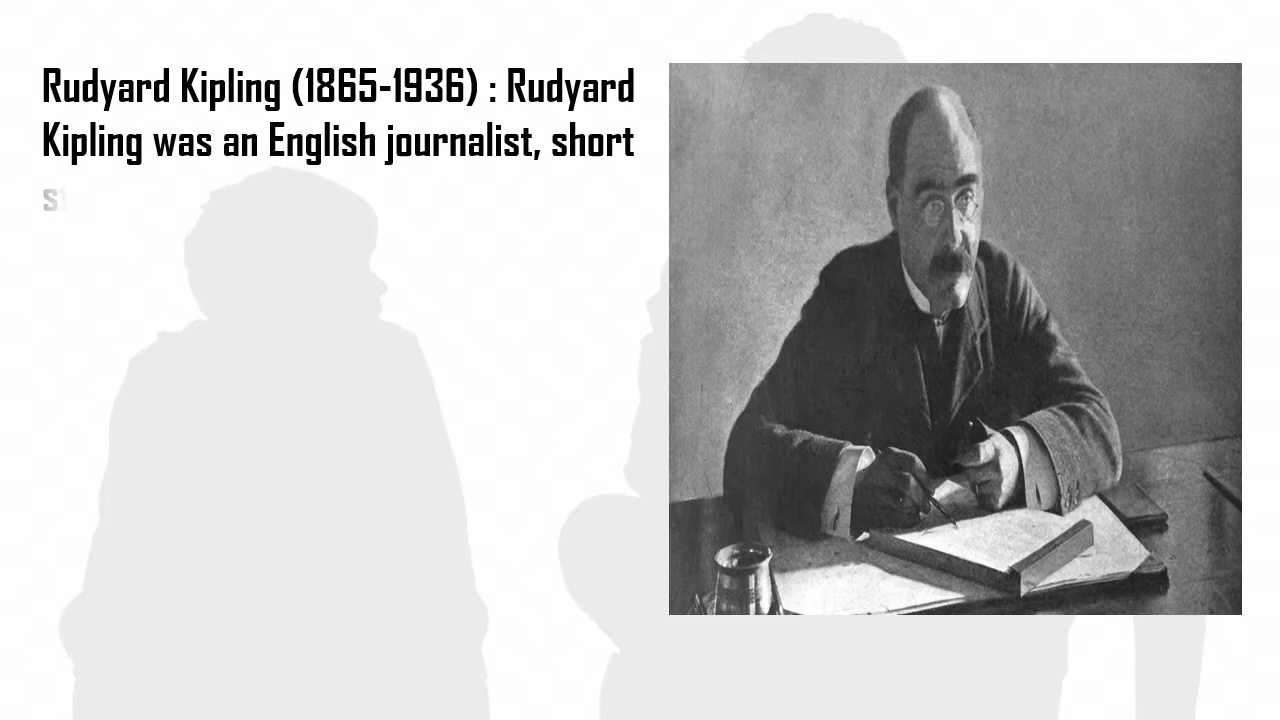 Rudyard Kipling (1865-1936) : Rudyard
Kipling was an English journalist, short